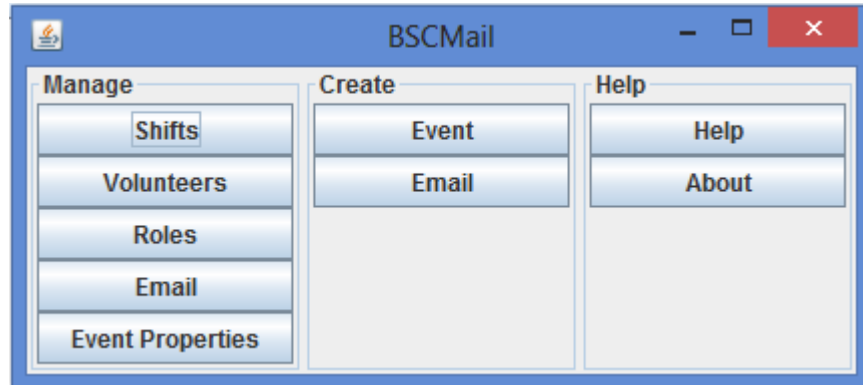 BSCMail
Manage
Shifts
Volunteers
Roles
Email
Event Properties
Create
Event
Email
Help
Help
About